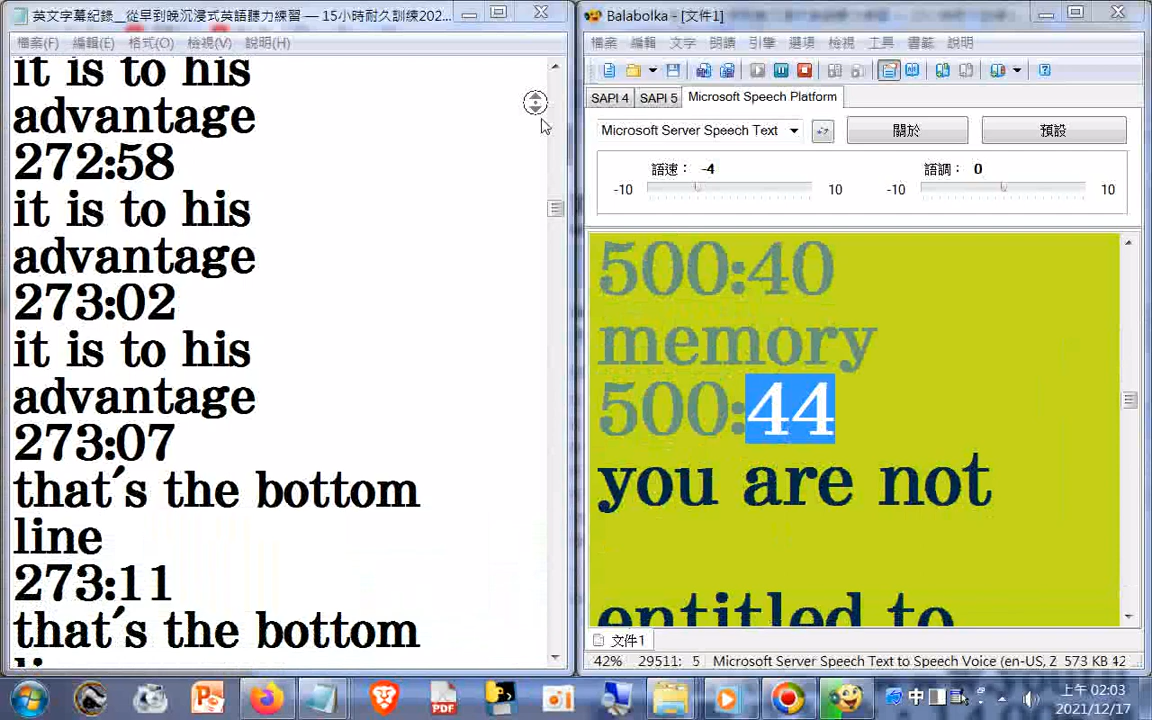 英文字幕紀錄__從早到晚沉浸式英語聽力練習 — 15小時耐久訓練202...
檔案(F) 編輯(E) 格式(O) 檢視(V) 說明(H)
it is to his
advantage
272:58
it is to his
advantage
273:02
it is to his
advantage
273:07
that´s the bottom
line
273:11
that´s the bottom
Balabolka - [文件1]
檔案 編輯 文字 朗讀 引擎 選項 檢視 工具 書籤 說明
SAPI 4 SAPI 5 Microsoft Speech Platform
Microsoft Server Speech Text 關於 預設
語速： -4 語調： 0
-10 10 -10 10
500:40
memory
500:44
you are not
entitled to
文件1
42% 29511: 5 Microsoft Server Speech Text to Speech Voice (en-US, 2 573 KB 42
中
上午 02:03
2021/12/17